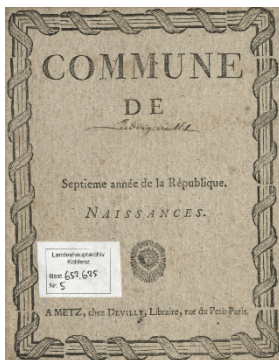 COMMUNE
DE
Septieme année de la République.
NAISSANCES.
Landeshauptarchiv
Koblenz
Best. 657,695
Nr. 5
A METZ, chez DEVILLY, Libraire, rue du Petit-Paris.